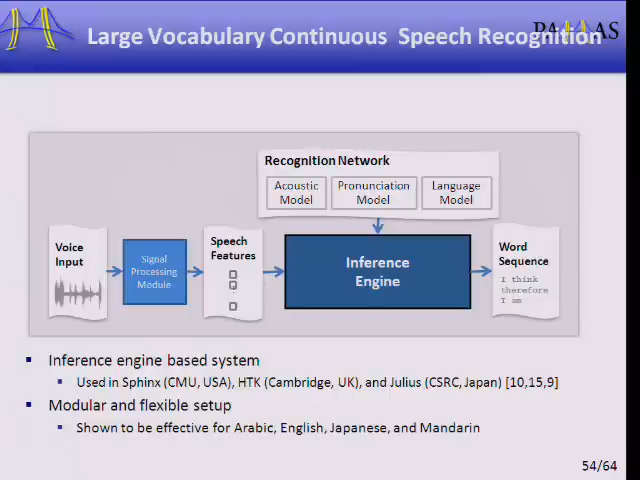 Large Vocabulary Continuous Speech Recognition
Recognition Network
Acoustic Model
Pronunciation Model
Language Model
Voice Input
Signal Processing Module
Speech Features
Inference Engine
Word Sequence
I think
therefore
I am
▪ Inference engine based system
▪ Used in Sphinx (CMU, USA), HTK (Cambridge, UK), and Julius (CSRC, Japan) [10,15,9]
▪ Modular and flexible setup
▪ Shown to be effective for Arabic, English, Japanese, and Mandarin
54/64